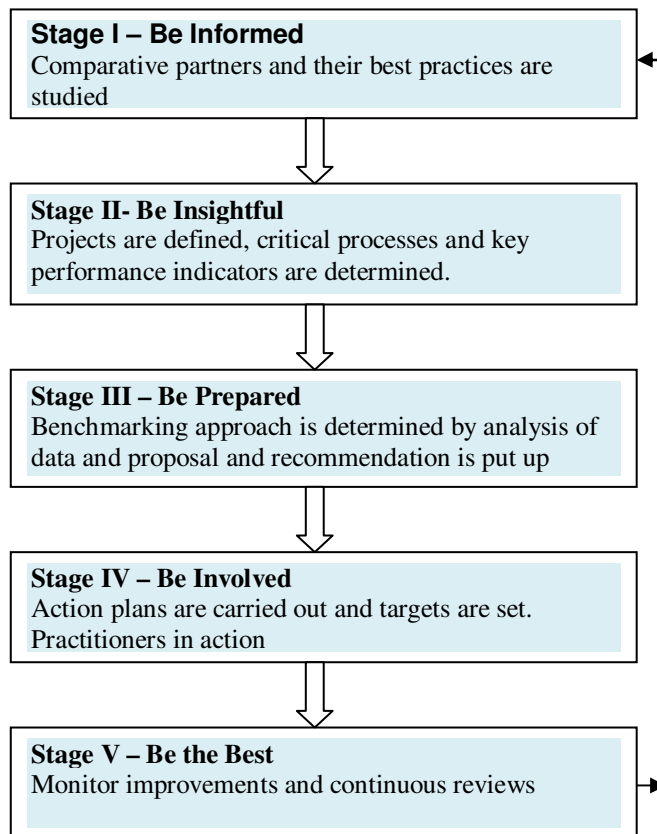 Stage I – Be Informed
Comparative partners and their best practices are
studied
Stage II- Be Insightful
Projects are defined, critical processes and key
performance indicators are determined.
Stage III – Be Prepared
Benchmarking approach is determined by analysis of
data and proposal and recommendation is put up
Stage IV – Be Involved
Action plans are carried out and targets are set.
Practitioners in action
Stage V – Be the Best
Monitor improvements and continuous reviews